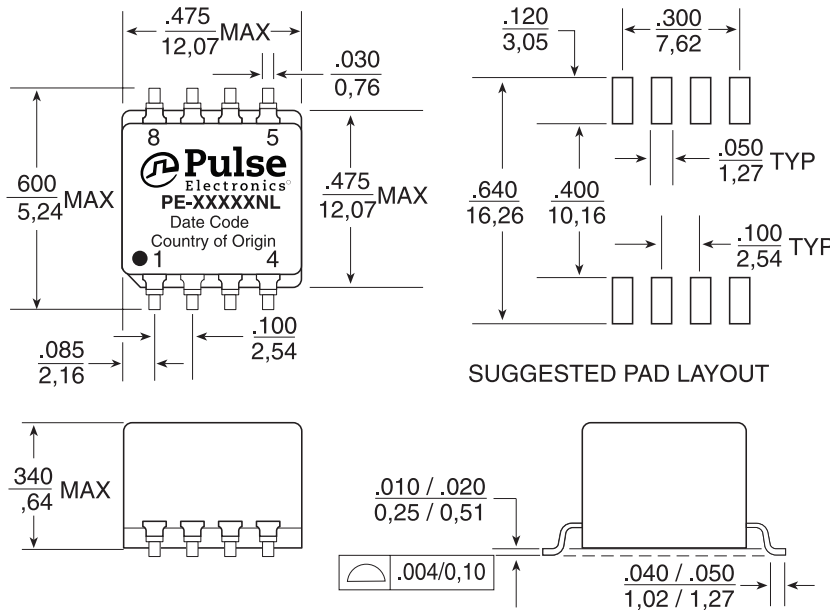 .475
12,07 MAX
.030
0,76
8 5
Pulse
Electronics
PE-XXXXXNL
Date Code
Country of Origin
1 4
600
5,24 MAX
.475
12,07 MAX
.085
2,16
.100
2,54
.120
3,05
.300
7,62
.050
1,27 TYP
.640
16,26
.400
10,16
.100
2,54 TYP
SUGGESTED PAD LAYOUT
340
,64 MAX
.010 / .020
0,25 / 0,51
.004/0,10
.040 / .050
1,02 / 1,27